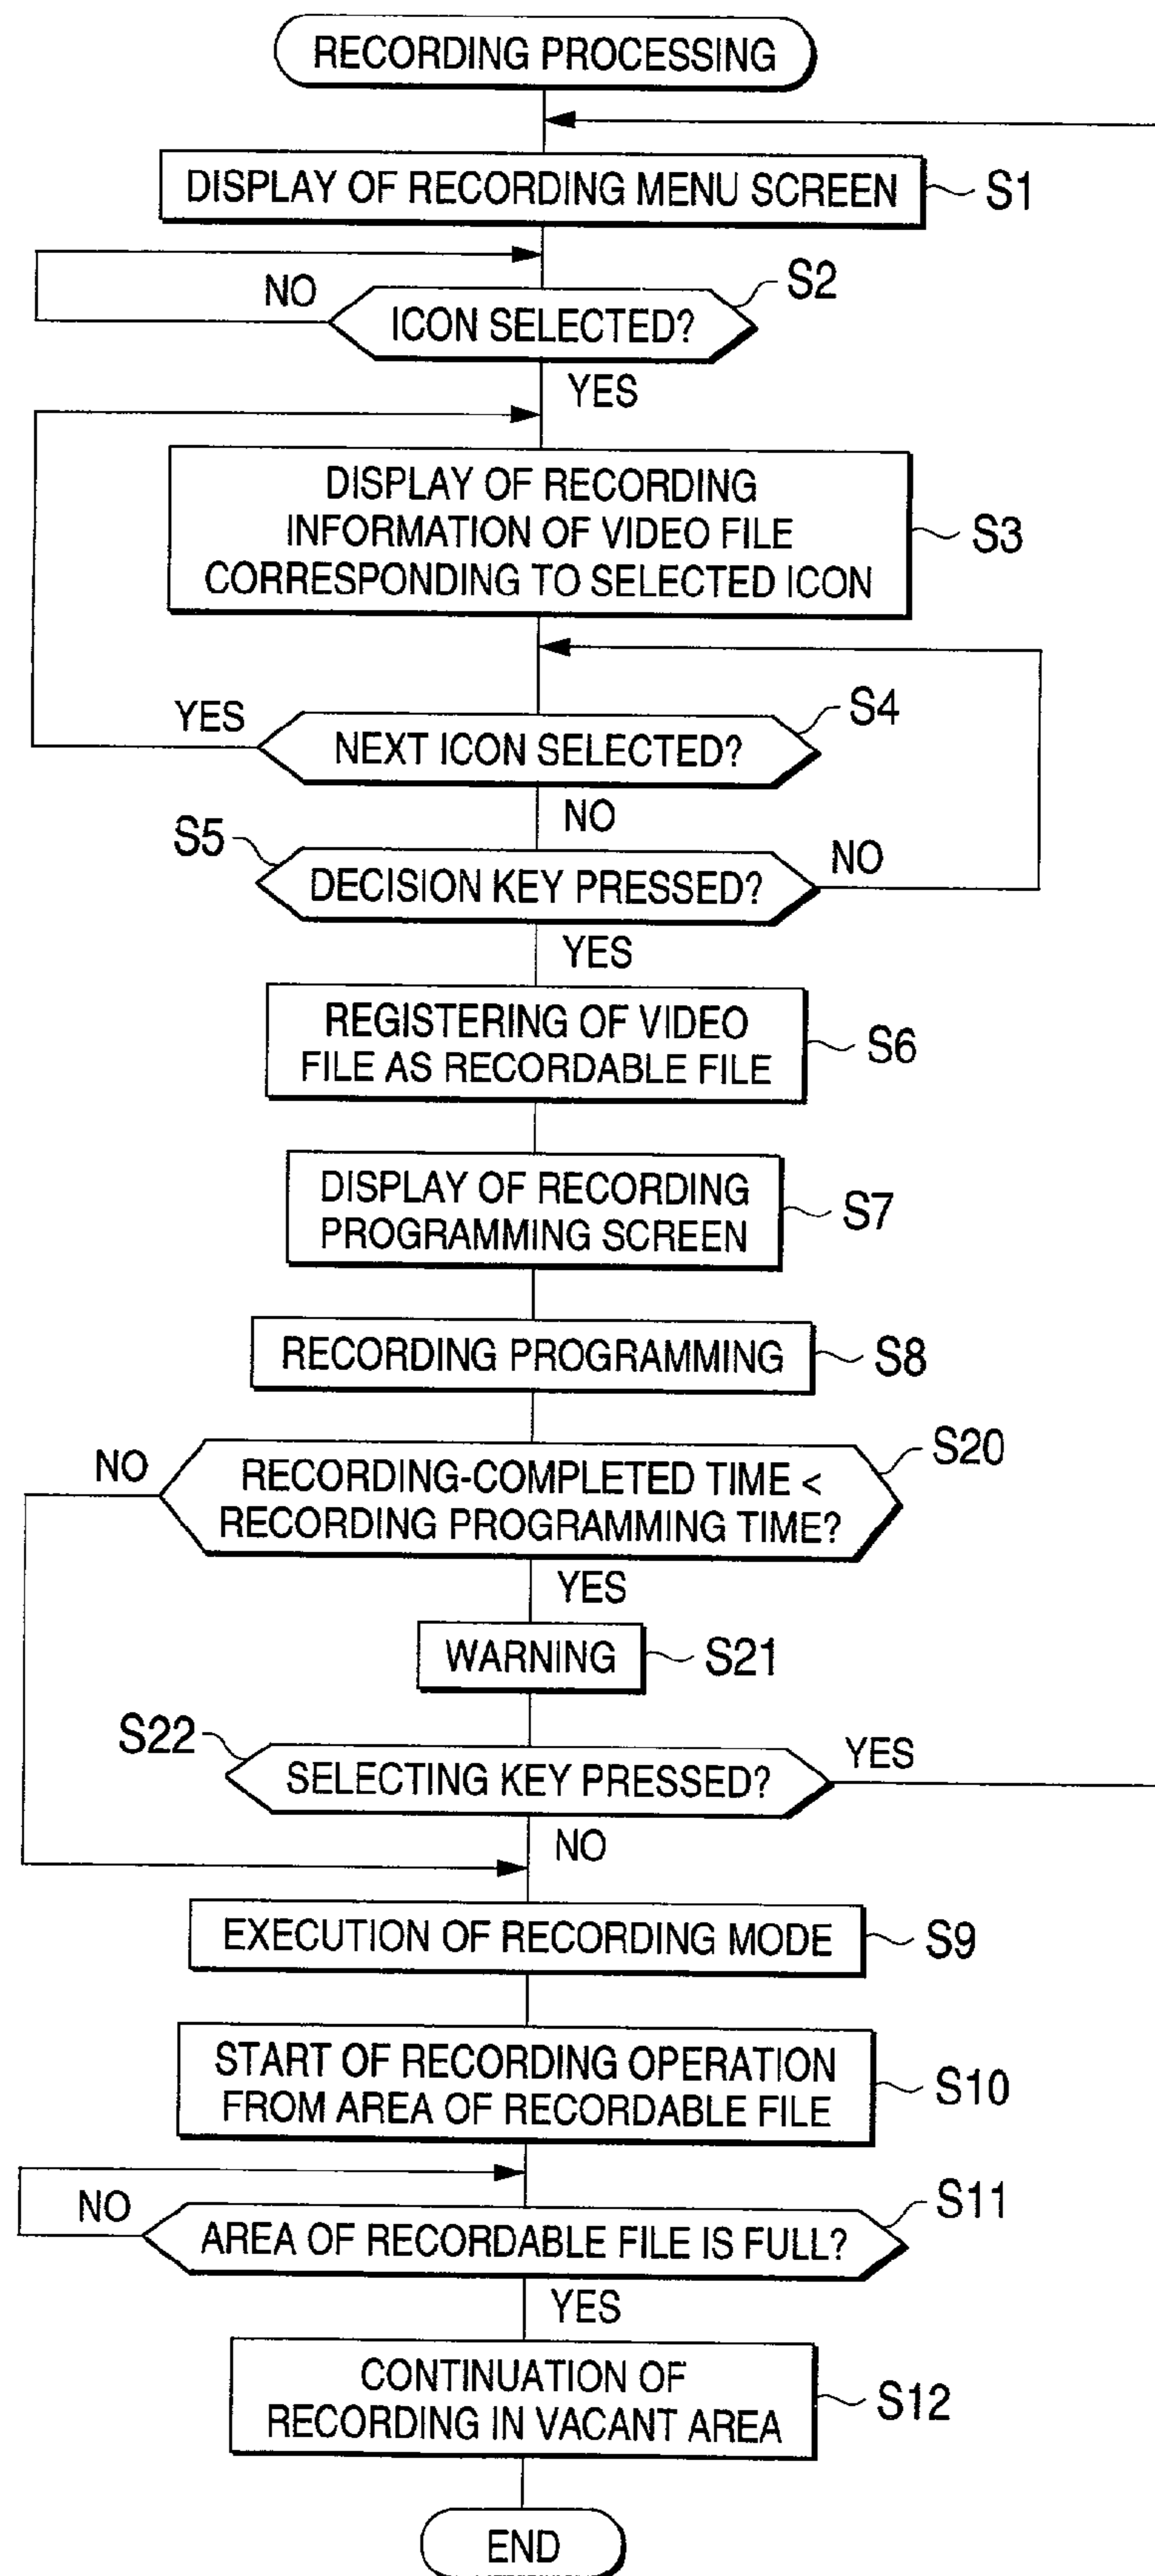 RECORDING PROCESSING
DISPLAY OF RECORDING MENU SCREEN
S1
S2
NO
ICON SELECTED?
YES
DISPLAY OF RECORDING
INFORMATION OF VIDEO FILE
CORRESPONDING TO SELECTED ICON
S3
S4
YES
NEXT ICON SELECTED?
NO
S5
NO
DECISION KEY PRESSED?
YES
REGISTERING OF VIDEO
FILE AS RECORDABLE FILE
S6
DISPLAY OF RECORDING
PROGRAMMING SCREEN
S7
RECORDING PROGRAMMING
S8
S20
NO
RECORDING-COMPLETED TIME <
RECORDING PROGRAMMING TIME?
YES
WARNING
S21
S22
YES
SELECTING KEY PRESSED?
NO
EXECUTION OF RECORDING MODE
S9
START OF RECORDING OPERATION
FROM AREA OF RECORDABLE FILE
S10
S11
NO
AREA OF RECORDABLE FILE IS FULL?
YES
CONTINUATION OF
RECORDING IN VACANT AREA
S12
END